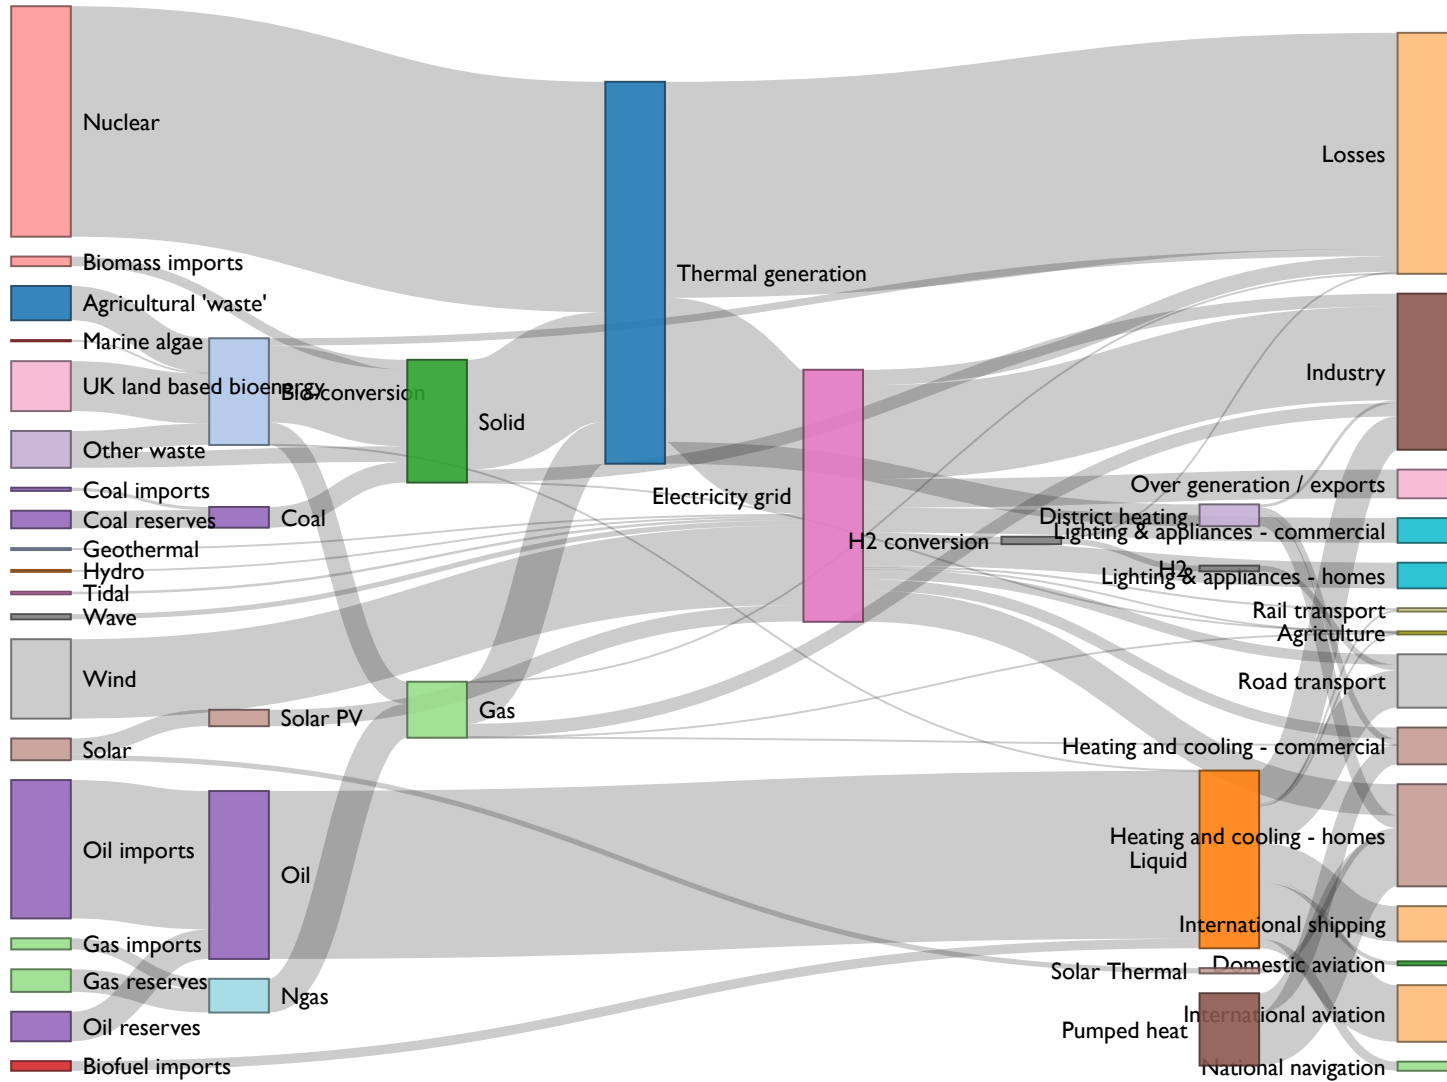 Nuclear
Biomass imports
Agricultural 'waste'
Marine algae
UK land based bioenergy
Bio-conversion
Other waste
Solid
Coal imports
Coal reserves
Coal
Geothermal
Hydro
Tidal
Wave
Wind
Solar PV
Solar
Gas
Oil imports
Oil
Gas imports
Gas reserves
Ngas
Oil reserves
Biofuel imports
Thermal generation
Electricity grid
H2 conversion
District heating
H2
Liquid
Solar Thermal
Pumped heat
Losses
Industry
Over generation / exports
Lighting & appliances - commercial
Lighting & appliances - homes
Rail transport
Agriculture
Road transport
Heating and cooling - commercial
Heating and cooling - homes
International shipping
Domestic aviation
International aviation
National navigation